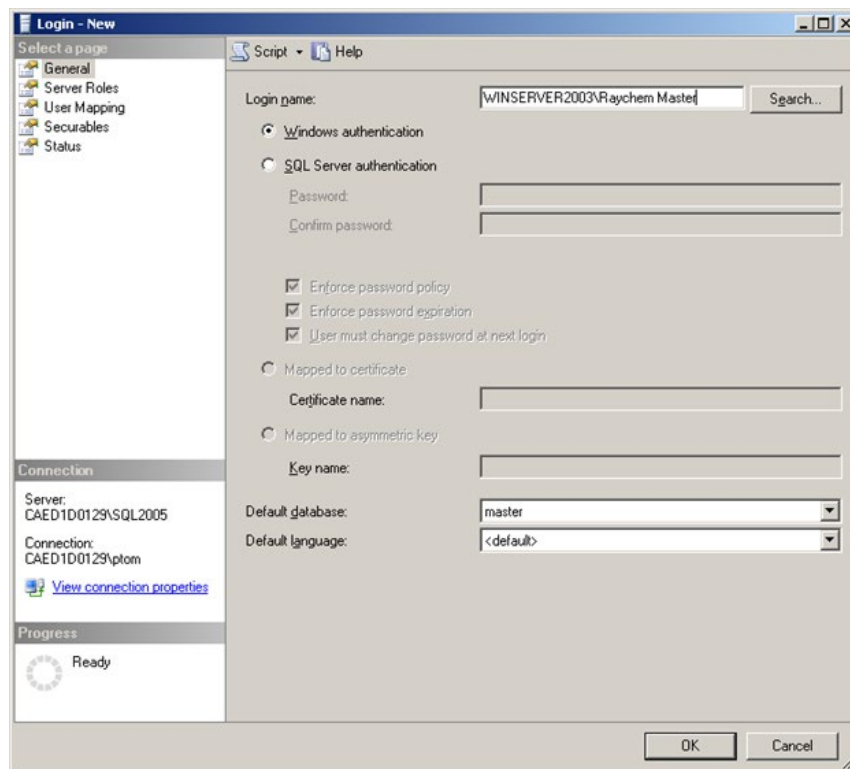 Login - New
Select a page
General
Server Roles
User Mapping
Securables
Status
Script Help
Login name: WINSERVER2003\Raychem Master Search...
Windows authentication
SQL Server authentication
Password:
Confirm password:
Enforce password policy
Enforce password expiration
User must change password at next login
Mapped to certificate
Certificate name:
Mapped to asymmetric key
Key name:
Default database: master
Default language: <default>
Connection
Server:
CAED1D0129\SQL2005
Connection:
CAED1D0129\ptom
View connection properties
Progress
Ready
OK Cancel